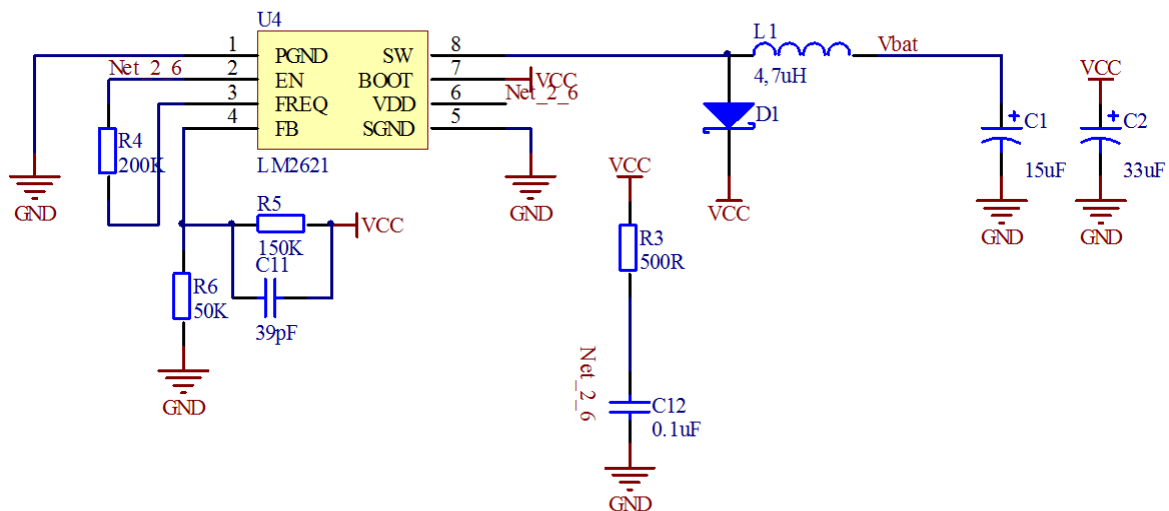 U4
1 PGND SW 8
Net_2_6 2 EN BOOT 7 VCC
3 FREQ VDD 6 Net_2_6
4 FB SGND 5
LM2621
GND
R4
200K
GND
L1
4,7uH
Vbat
D1
VCC
C1
15uF
GND
VCC
C2
33uF
GND
R5
150K
VCC
C11
39pF
R6
50K
GND
VCC
R3
500R
Net_2_6
C12
0.1uF
GND